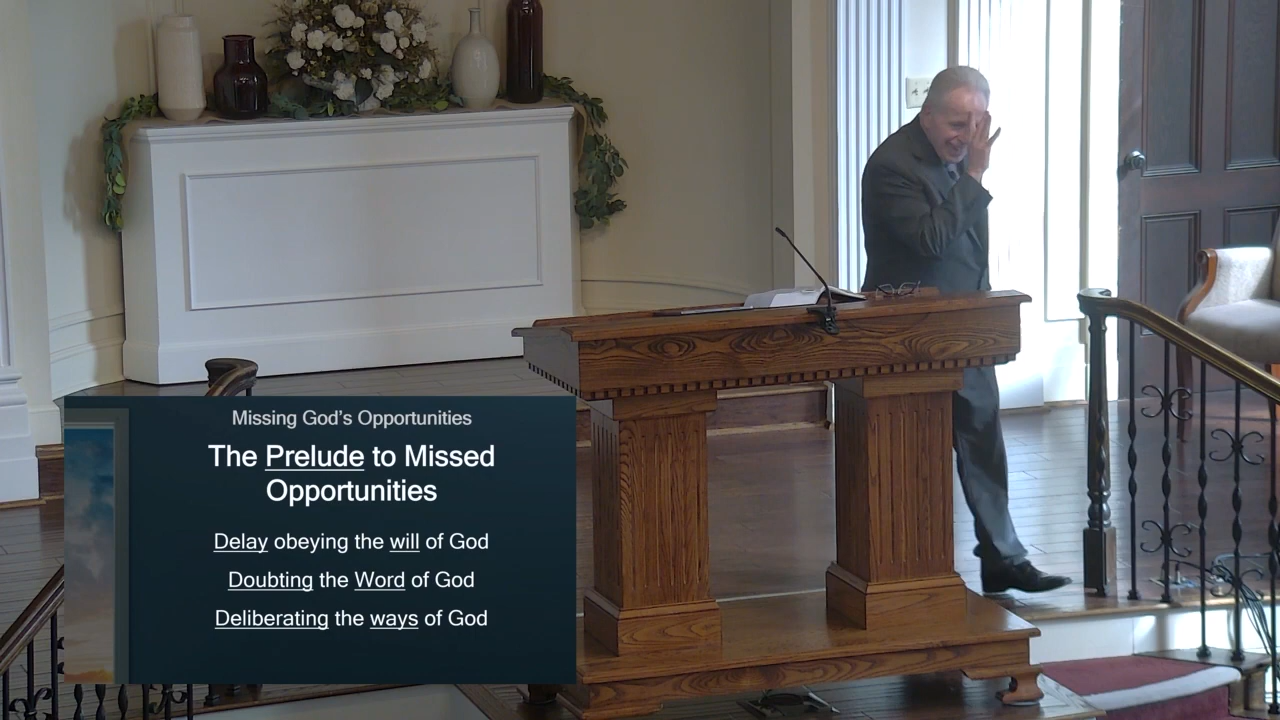 Missing God's Opportunities
The Prelude to Missed
Opportunities
Delay obeying the will of God
Doubting the Word of God
Deliberating the ways of God